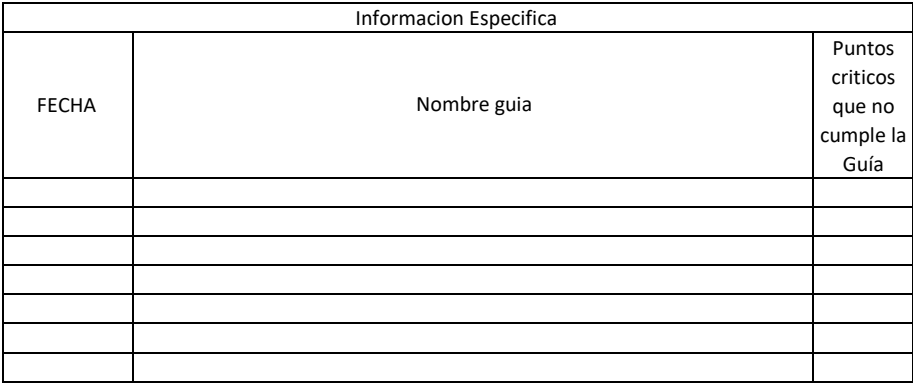 Informacion Especifica
FECHA
Nombre guia
Puntos
criticos
que no
cumple la
Guía